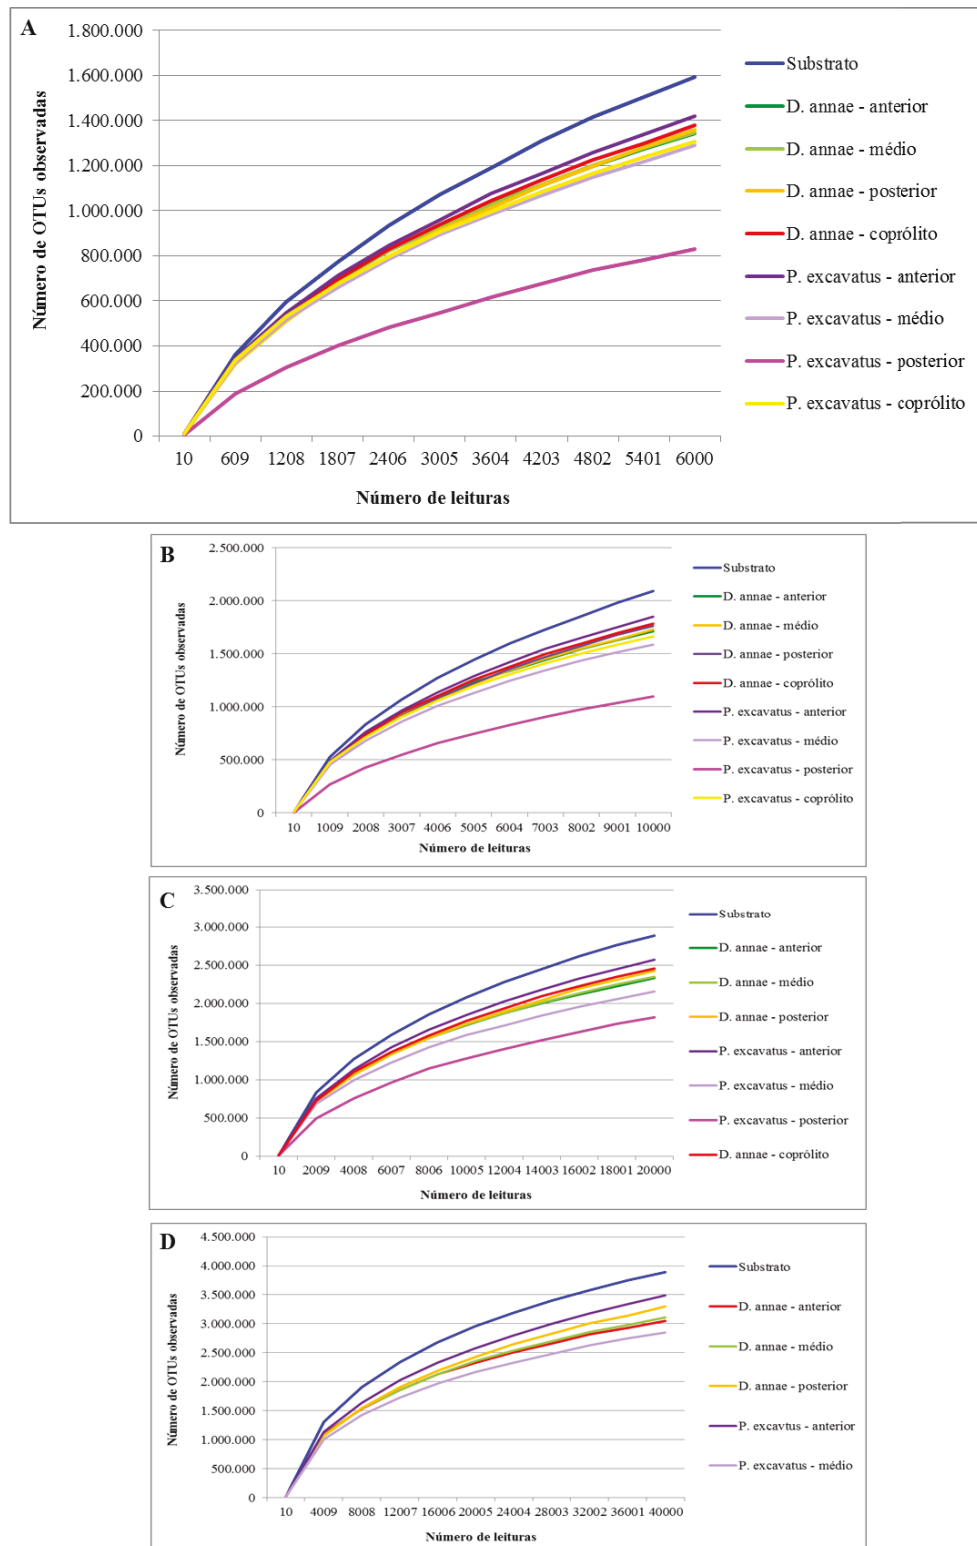 A
Número de OTUs observadas
1.800.000
1.600.000
1.400.000
1.200.000
1.000.000
800.000
600.000
400.000
200.000
0
10 609 1208 1807 2406 3005 3604 4203 4802 5401 6000
Número de leituras
Substrato
D. annae - anterior
D. annae - médio
D. annae - posterior
D. annae - coprólito
P. excavatus - anterior
P. excavatus - médio
P. excavatus - posterior
P. excavatus - coprólito
B
Número de OTUs observadas
2.500.000
2.000.000
1.500.000
1.000.000
500.000
0
10 1009 2008 3007 4006 5005 6004 7003 8002 9001 10000
Número de leituras
Substrato
D. annae - anterior
D. annae - médio
D. annae - posterior
D. annae - coprólito
P. excavatus - anterior
P. excavatus - médio
P. excavatus - posterior
P. excavatus - coprólito
C
Número de OTUs observadas
3.500.000
3.000.000
2.500.000
2.000.000
1.500.000
1.000.000
500.000
0
10 2009 4008 6007 8006 10005 12004 14003 16002 18001 20000
Número de leituras
Substrato
D. annae - anterior
D. annae - médio
D. annae - posterior
P. excavatus - anterior
P. excavatus - médio
P. excavatus - posterior
D. annae - coprólito
D
Número de OTUs observadas
4.500.000
4.000.000
3.500.000
3.000.000
2.500.000
2.000.000
1.500.000
1.000.000
500.000
0
10 4009 8008 12007 16006 20005 24004 28003 32002 36001 40000
Número de leituras
Substrato
D. annae - anterior
D. annae - médio
D. annae - posterior
P. excavtus - anterior
P. excavatus - médio